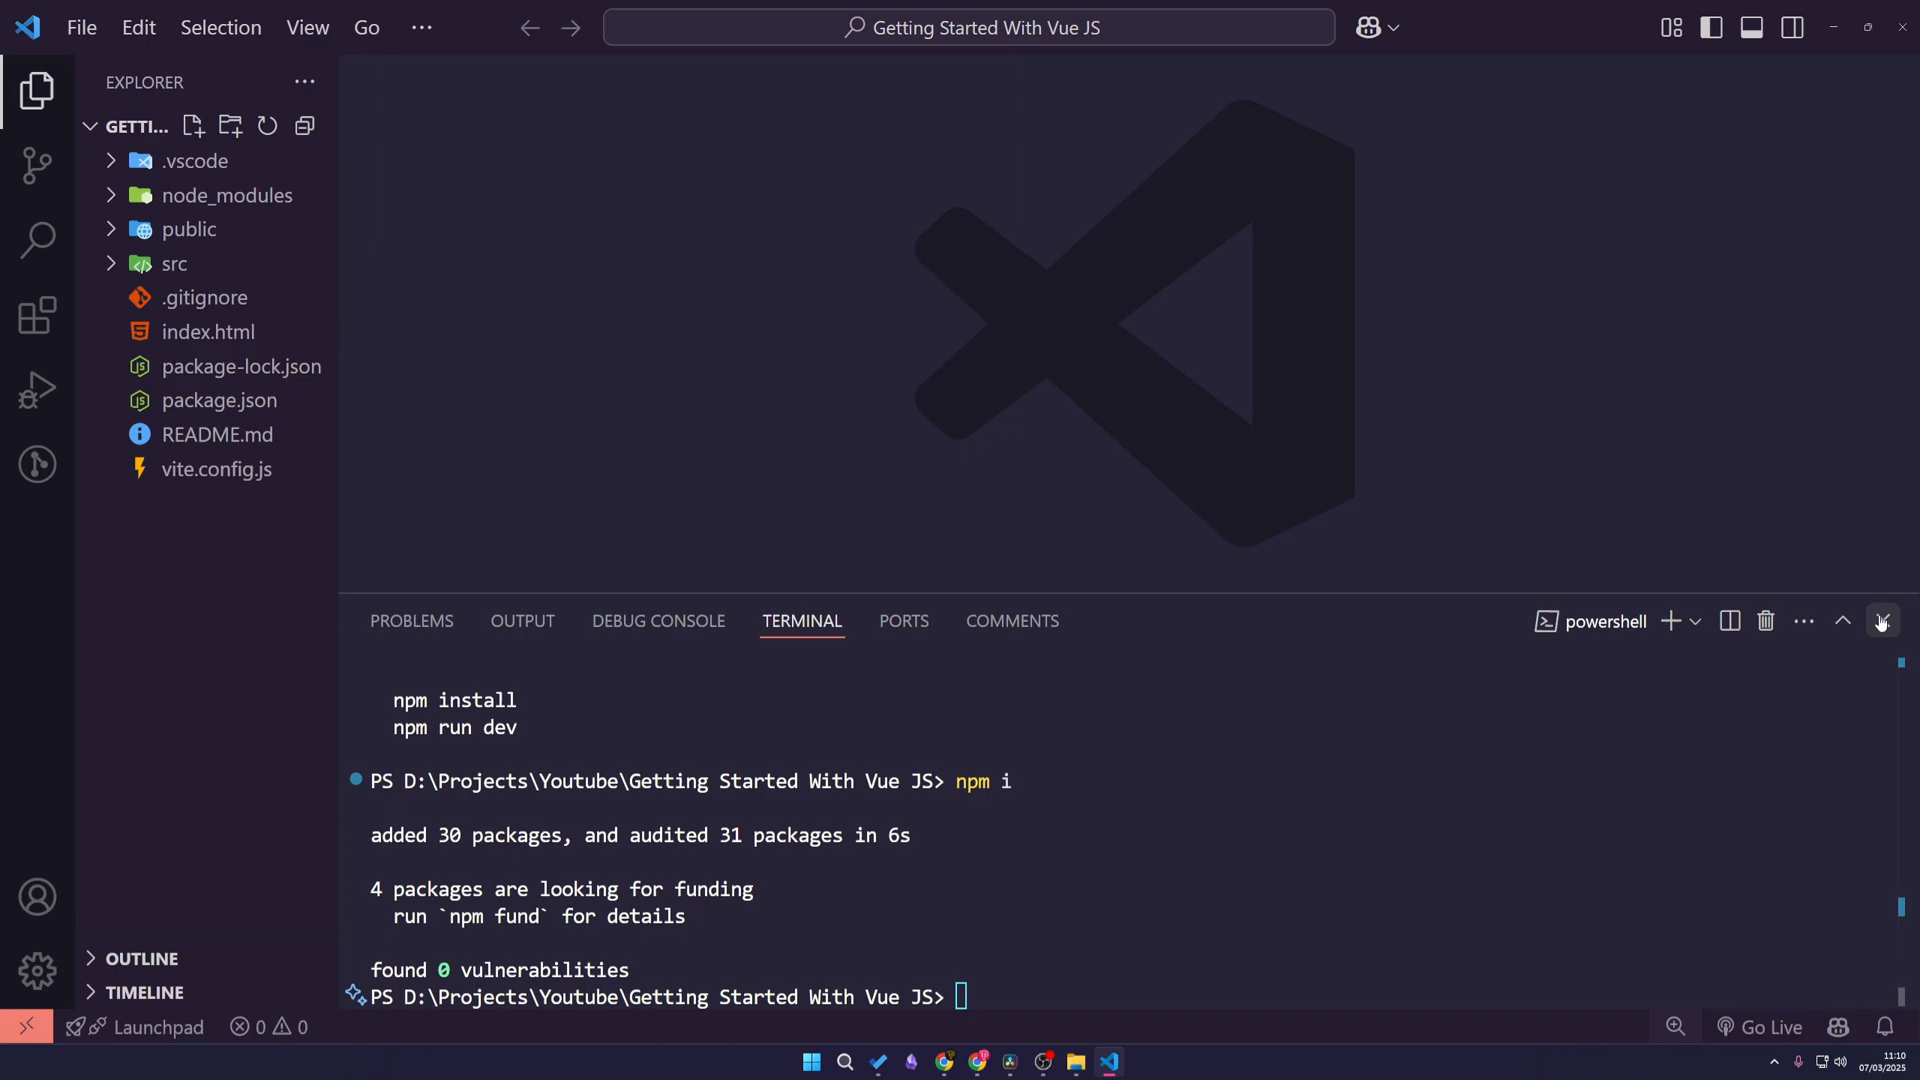 File Edit Selection View Go ···
Getting Started With Vue JS
EXPLORER
GETTI...
.vscode
node_modules
public
src
.gitignore
index.html
package-lock.json
package.json
README.md
vite.config.js
OUTLINE
TIMELINE
PROBLEMS OUTPUT DEBUG CONSOLE TERMINAL PORTS COMMENTS
powershell
npm install
npm run dev
PS D:\Projects\Youtube\Getting Started With Vue JS> npm i
added 30 packages, and audited 31 packages in 6s
4 packages are looking for funding
run `npm fund` for details
found 0 vulnerabilities
PS D:\Projects\Youtube\Getting Started With Vue JS>
Launchpad 0 0
Go Live
11:10
07/03/2025